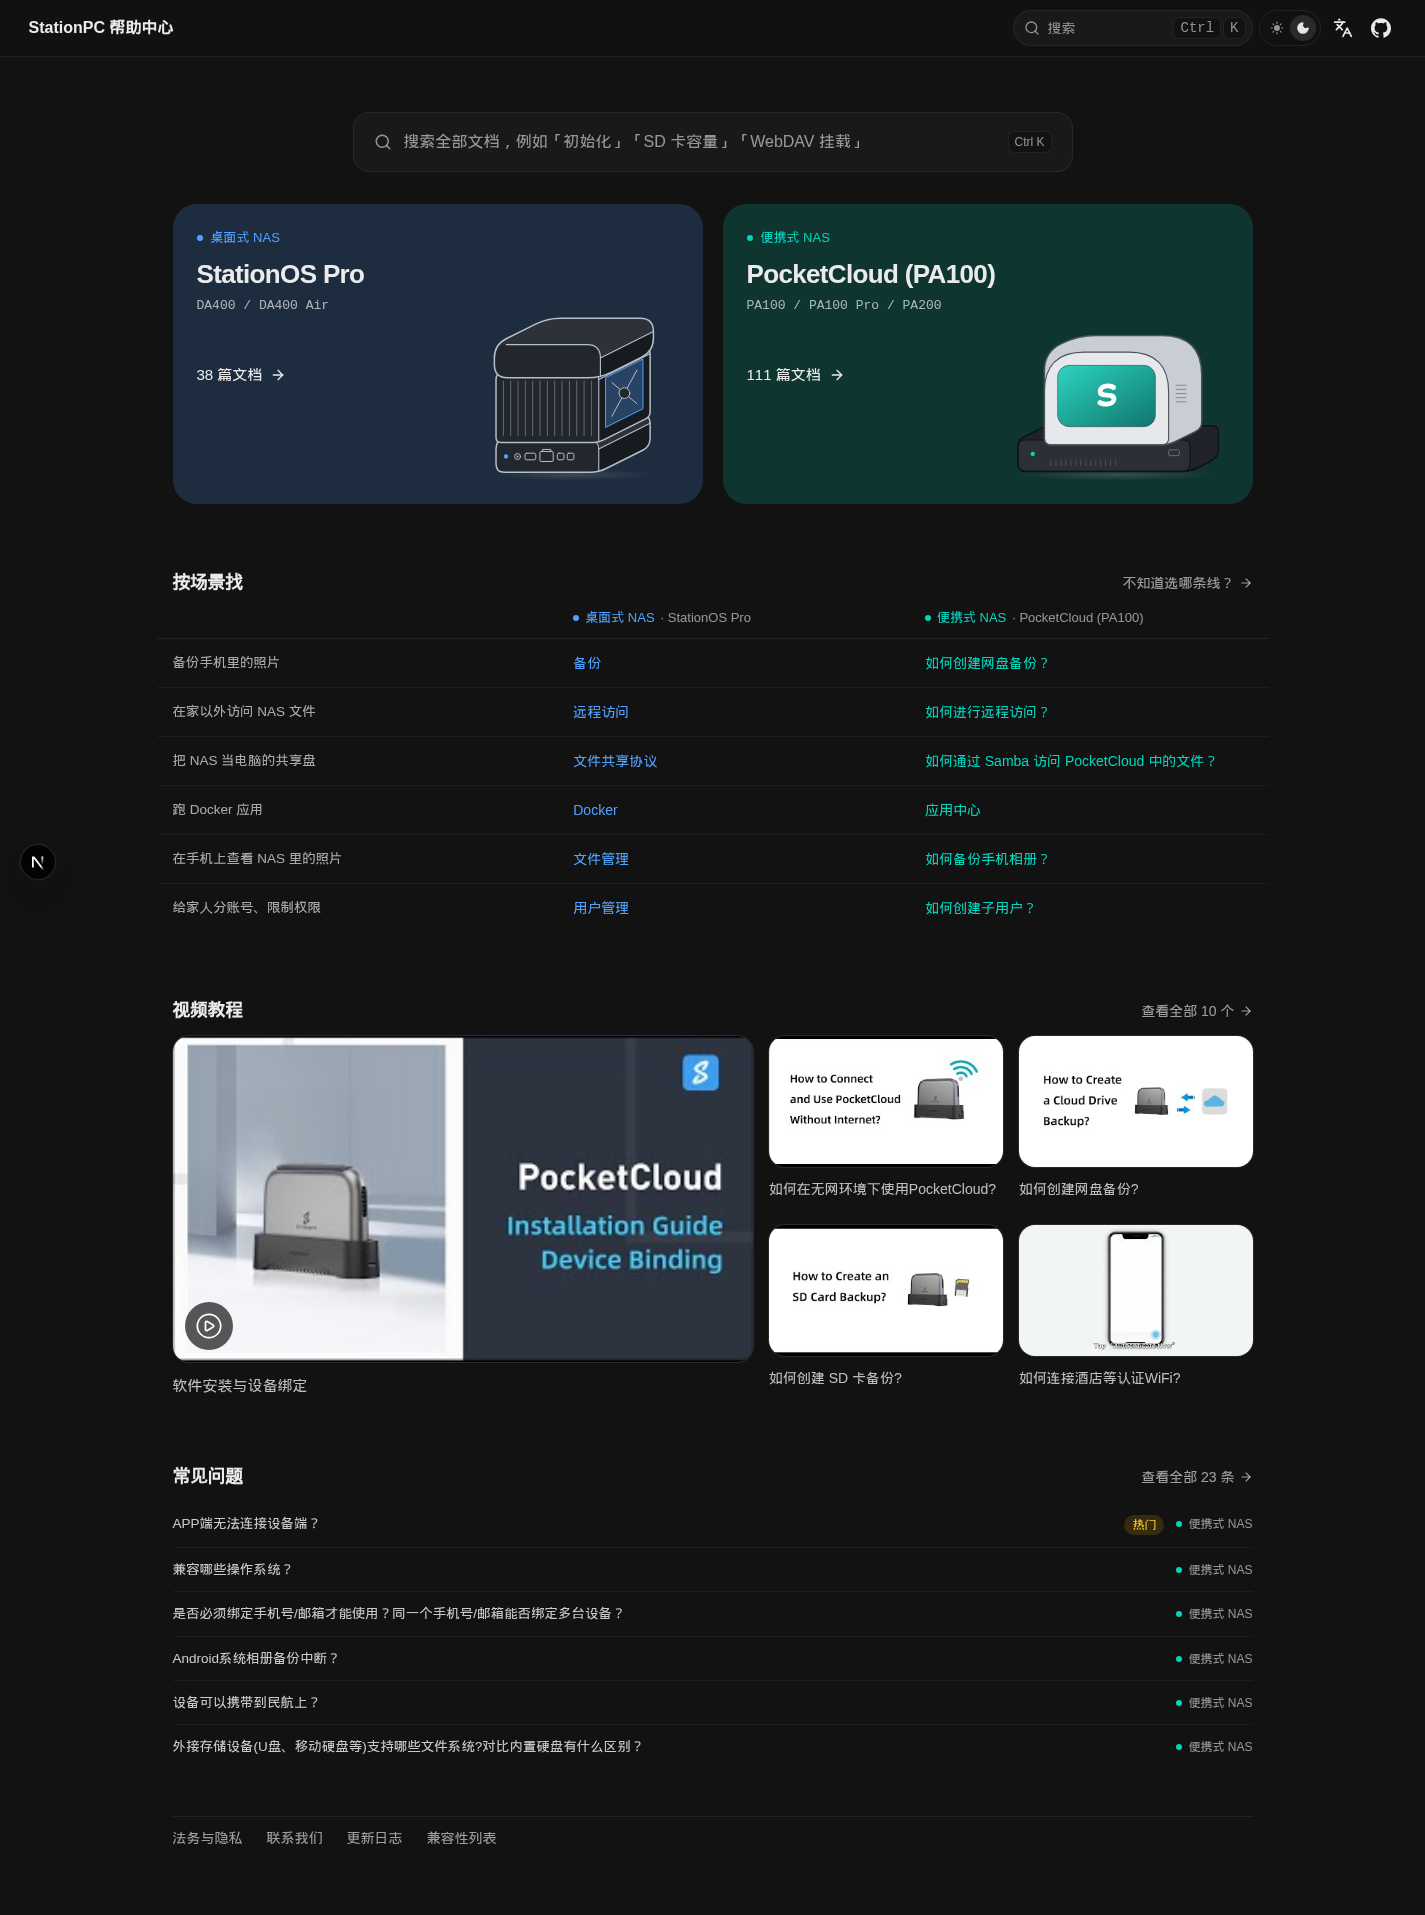 StationPC 帮助中心
搜索
Ctrl K
搜索全部文档，例如「初始化」「SD 卡容量」「WebDAV 挂载」
Ctrl K
桌面式 NAS
StationOS Pro
DA400 / DA400 Air
38 篇文档
便携式 NAS
PocketCloud (PA100)
PA100 / PA100 Pro / PA200
111 篇文档
S
按场景找
不知道选哪条线？
桌面式 NAS · StationOS Pro
便携式 NAS · PocketCloud (PA100)
备份手机里的照片
备份
如何创建网盘备份？
在家以外访问 NAS 文件
远程访问
如何进行远程访问？
把 NAS 当电脑的共享盘
文件共享协议
如何通过 Samba 访问 PocketCloud 中的文件？
跑 Docker 应用
Docker
应用中心
在手机上查看 NAS 里的照片
文件管理
如何备份手机相册？
给家人分账号、限制权限
用户管理
如何创建子用户？
视频教程
查看全部 10 个
PocketCloud
Installation Guide
Device Binding
软件安装与设备绑定
How to Connect
and Use PocketCloud
Without Internet?
如何在无网环境下使用PocketCloud?
How to Create
a Cloud Drive
Backup?
如何创建网盘备份?
How to Create an
SD Card Backup?
如何创建 SD 卡备份?
如何连接酒店等认证WiFi?
常见问题
查看全部 23 条
APP端无法连接设备端？
热门
便携式 NAS
兼容哪些操作系统？
便携式 NAS
是否必须绑定手机号/邮箱才能使用？同一个手机号/邮箱能否绑定多台设备？
便携式 NAS
Android系统相册备份中断？
便携式 NAS
设备可以携带到民航上？
便携式 NAS
外接存储设备(U盘、移动硬盘等)支持哪些文件系统?对比内置硬盘有什么区别？
便携式 NAS
法务与隐私
联系我们
更新日志
兼容性列表